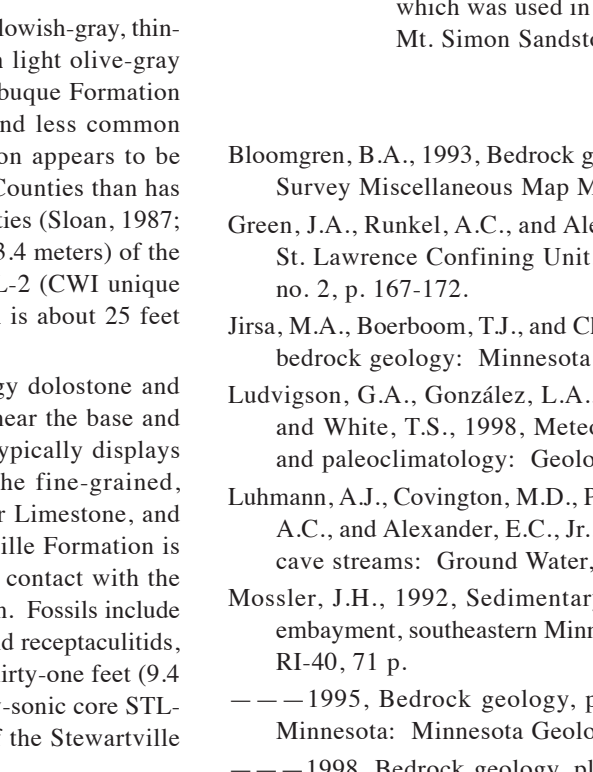 lowish-gray, thin-
light olive-gray
buque Formation
nd less common
on appears to be
Counties than has
ties (Sloan, 1987;
3.4 meters) of the
L-2 (CWI unique
is about 25 feet
gy dolostone and
near the base and
ypically displays
he fine-grained,
r Limestone, and
ille Formation is
contact with the
n. Fossils include
d receptaculitids,
irty-one feet (9.4
-sonic core STL-
f the Stewartville
which was used in
Mt. Simon Sandsto
Bloomgren, B.A., 1993, Bedrock g
Survey Miscellaneous Map M
Green, J.A., Runkel, A.C., and Ale
St. Lawrence Confining Unit
no. 2, p. 167-172.
Jirsa, M.A., Boerboom, T.J., and C
bedrock geology: Minnesota
Ludvigson, G.A., González, L.A.
and White, T.S., 1998, Mete
and paleoclimatology: Geolo
Luhmann, A.J., Covington, M.D., P
A.C., and Alexander, E.C., Jr.
cave streams: Ground Water,
Mossler, J.H., 1992, Sedimentary
embayment, southeastern Minn
RI-40, 71 p.
———1995, Bedrock geology, p
Minnesota: Minnesota Geolo
———1998, Bedrock geology, pl